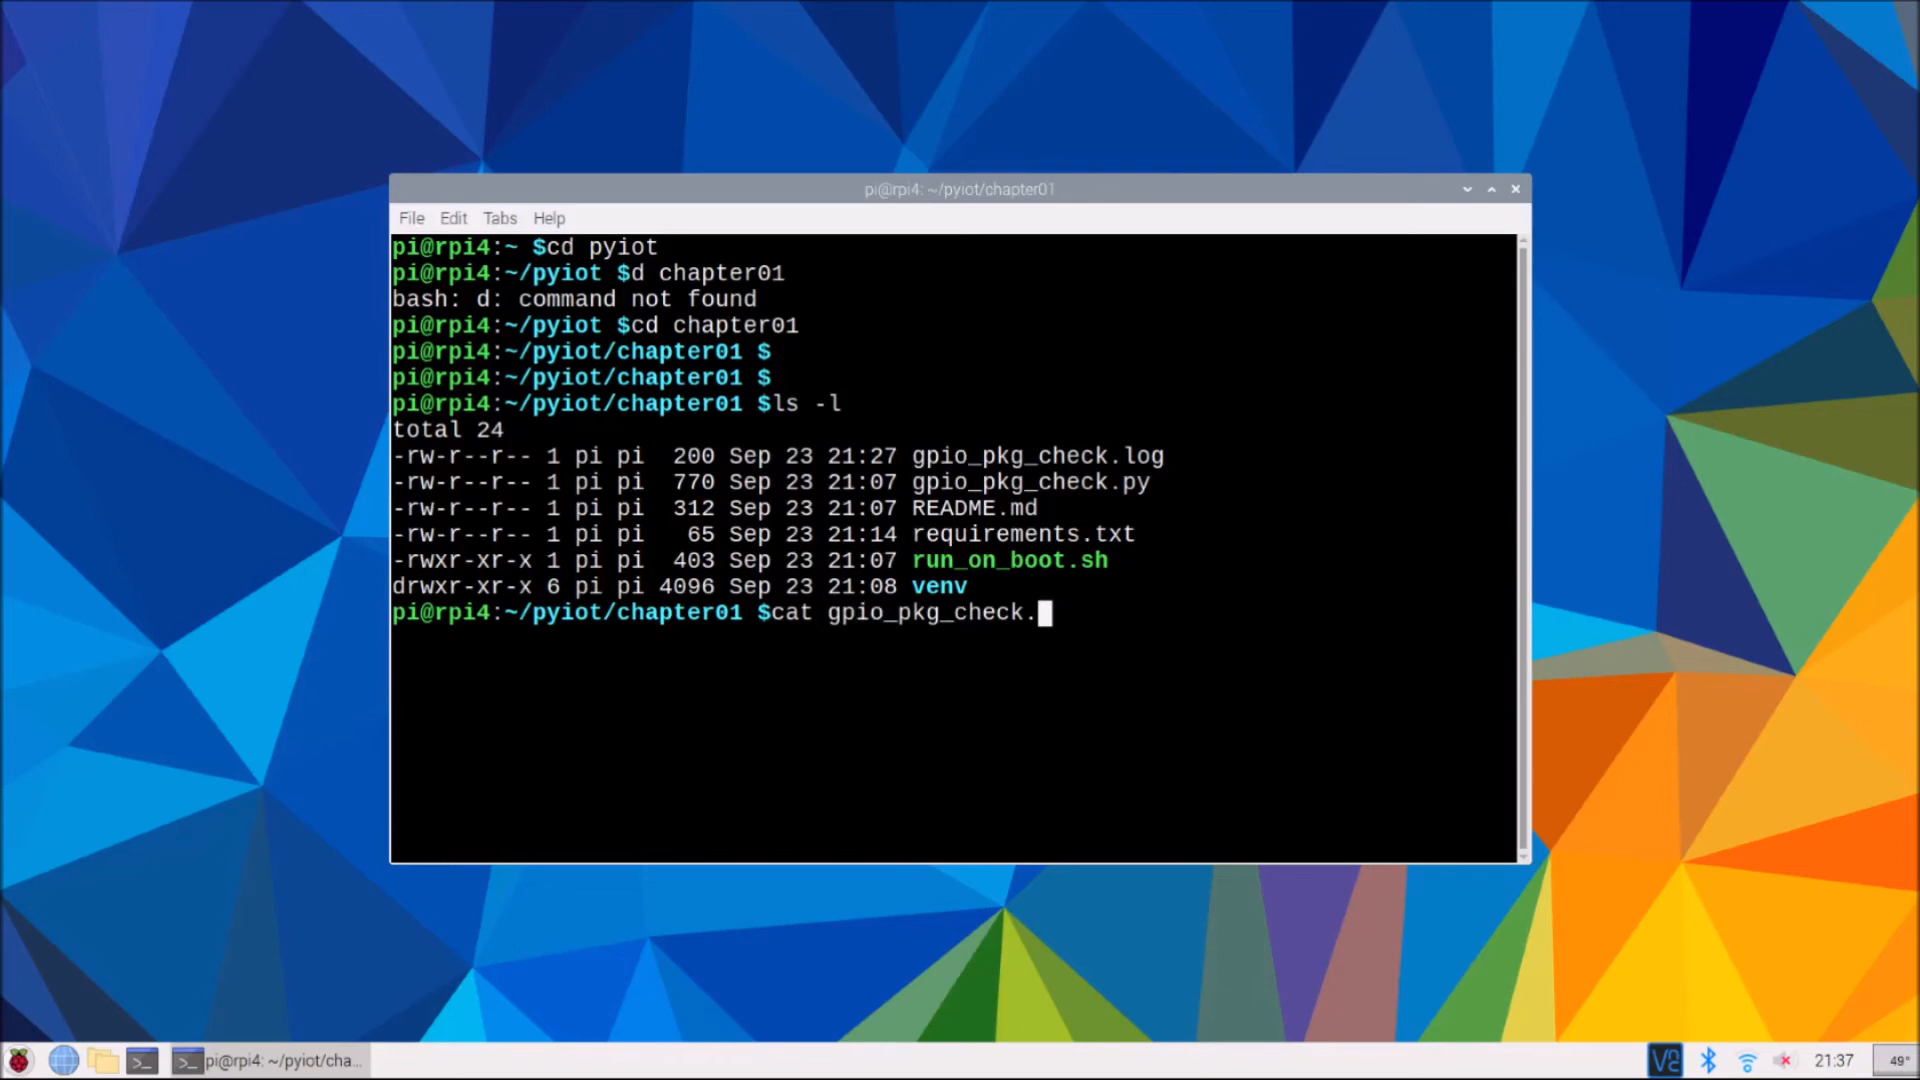 pi@rpi4: ~/pyiot/chapter01
File Edit Tabs Help
pi@rpi4:~ $cd pyiot
pi@rpi4:~/pyiot $d chapter01
bash: d: command not found
pi@rpi4:~/pyiot $cd chapter01
pi@rpi4:~/pyiot/chapter01 $
pi@rpi4:~/pyiot/chapter01 $
pi@rpi4:~/pyiot/chapter01 $ls -l
total 24
-rw-r--r-- 1 pi pi  200 Sep 23 21:27 gpio_pkg_check.log
-rw-r--r-- 1 pi pi  770 Sep 23 21:07 gpio_pkg_check.py
-rw-r--r-- 1 pi pi  312 Sep 23 21:07 README.md
-rw-r--r-- 1 pi pi   65 Sep 23 21:14 requirements.txt
-rwxr-xr-x 1 pi pi  403 Sep 23 21:07 run_on_boot.sh
drwxr-xr-x 6 pi pi 4096 Sep 23 21:08 venv
pi@rpi4:~/pyiot/chapter01 $cat gpio_pkg_check.
pi@rpi4: ~/pyiot/cha...
21:37
49°